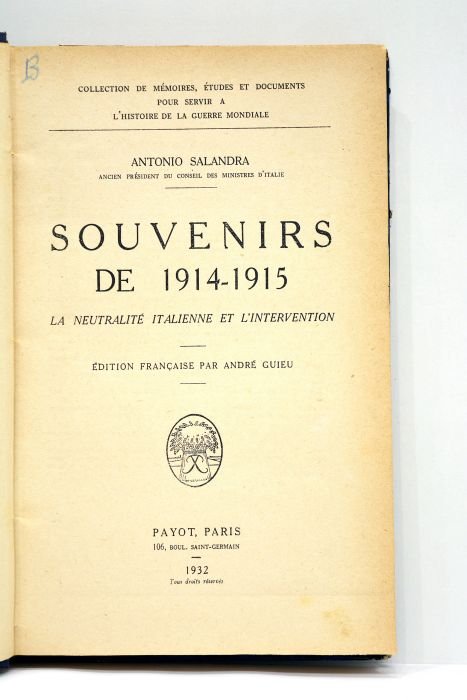 B
COLLECTION DE MÉMOIRES, ÉTUDES ET DOCUMENTS
POUR SERVIR A
L'HISTOIRE DE LA GUERRE MONDIALE
ANTONIO SALANDRA
ANCIEN PRÉSIDENT DU CONSEIL DES MINISTRES D'ITALIE
SOUVENIRS
DE 1914-1915
LA NEUTRALITÉ ITALIENNE ET L'INTERVENTION
ÉDITION FRANÇAISE PAR ANDRÉ GUIEU
PAYOT, PARIS
106, BOUL. SAINT-GERMAIN
1932
Tous droits réservés